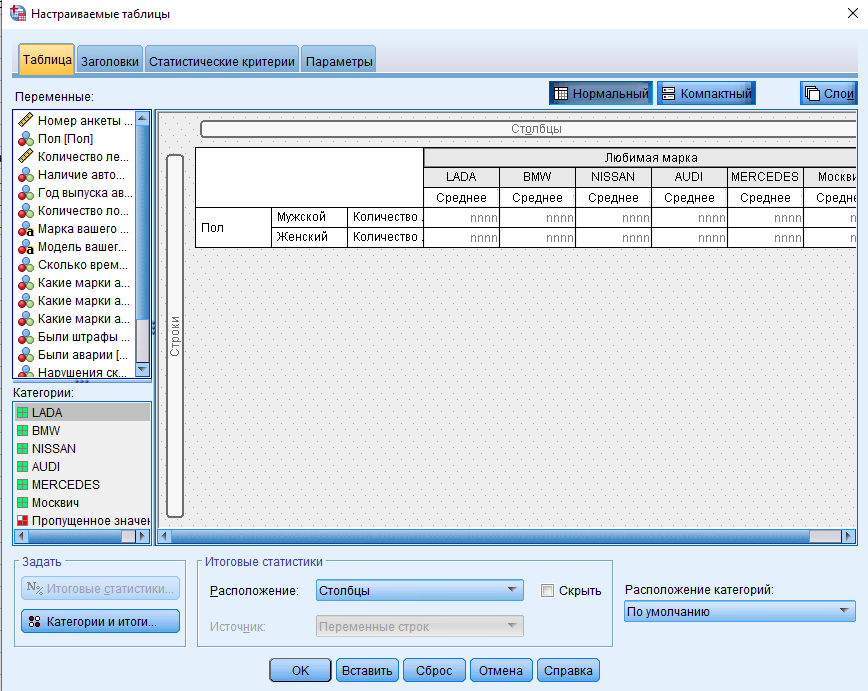 Настраиваемые таблицы
Таблица Заголовки Статистические критерии Параметры
Переменные:
Нормальный Компактный Слои
Номер анкеты ...
Пол [Пол]
Количество ле...
Наличие авто...
Год выпуска ав...
Количество ло...
Марка вашего ...
Модель вашег...
Сколько врем...
Какие марки а...
Какие марки а...
Какие марки а...
Были штрафы ...
Были аварии [...
Нарушения ск...
Столбцы
Строки
Любимая марка
LADA BMW NISSAN AUDI MERCEDES Москви
Среднее Среднее Среднее Среднее Среднее Средне
Пол Мужской Количество . nnnn nnnn nnnn nnnn nnnn
Женский Количество . nnnn nnnn nnnn nnnn nnnn
Категории:
LADA
BMW
NISSAN
AUDI
MERCEDES
Москвич
Пропущенное значен
Задать
N% Итоговые статистики...
Категории и итоги...
Итоговые статистики
Расположение: Столбцы Скрыть
Источник: Переменные строк
Расположение категорий:
По умолчанию
OK Вставить Сброс Отмена Справка